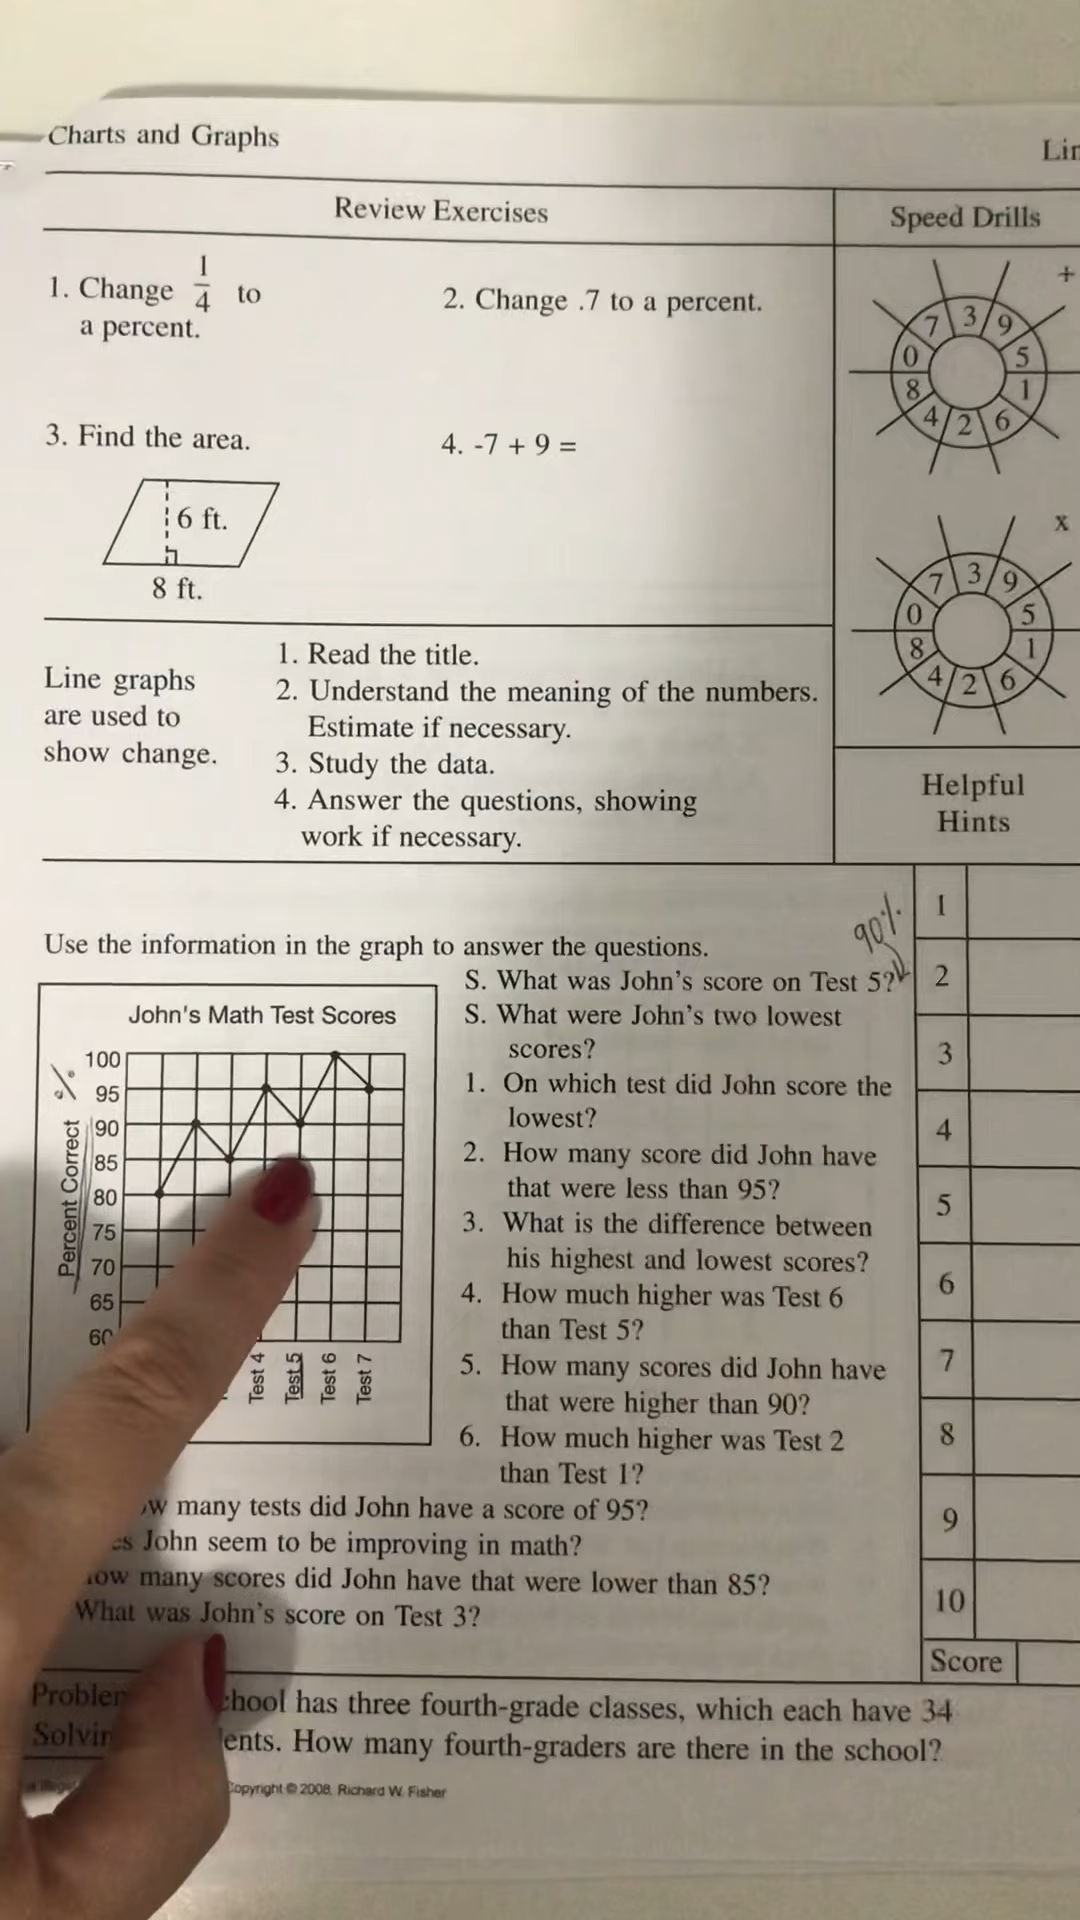 Charts and Graphs
Review Exercises
Speed Drills
1. Change 1/4 to
a percent.
2. Change .7 to a percent.
+
7 3 9
0 5
8 1
4 2 6
3. Find the area.
4. -7 + 9 =
6 ft.
8 ft.
x
7 3 9
0 5
8 1
4 2 6
Line graphs
are used to
show change.
1. Read the title.
2. Understand the meaning of the numbers.
Estimate if necessary.
3. Study the data.
4. Answer the questions, showing
work if necessary.
Helpful
Hints
Use the information in the graph to answer the questions.
90%
John's Math Test Scores
%
Percent Correct
100
95
90
85
80
75
70
65
60
Test 4
Test 5
Test 6
Test 7
S. What was John's score on Test 5?
S. What were John's two lowest
scores?
1. On which test did John score the
lowest?
2. How many score did John have
that were less than 95?
3. What is the difference between
his highest and lowest scores?
4. How much higher was Test 6
than Test 5?
5. How many scores did John have
that were higher than 90?
6. How much higher was Test 2
than Test 1?
many tests did John have a score of 95?
John seem to be improving in math?
many scores did John have that were lower than 85?
What was John's score on Test 3?
1
2
3
4
5
6
7
8
9
10
Score
has three fourth-grade classes, which each have 34
How many fourth-graders are there in the school?
Copyright © 2008, Richard W. Fisher